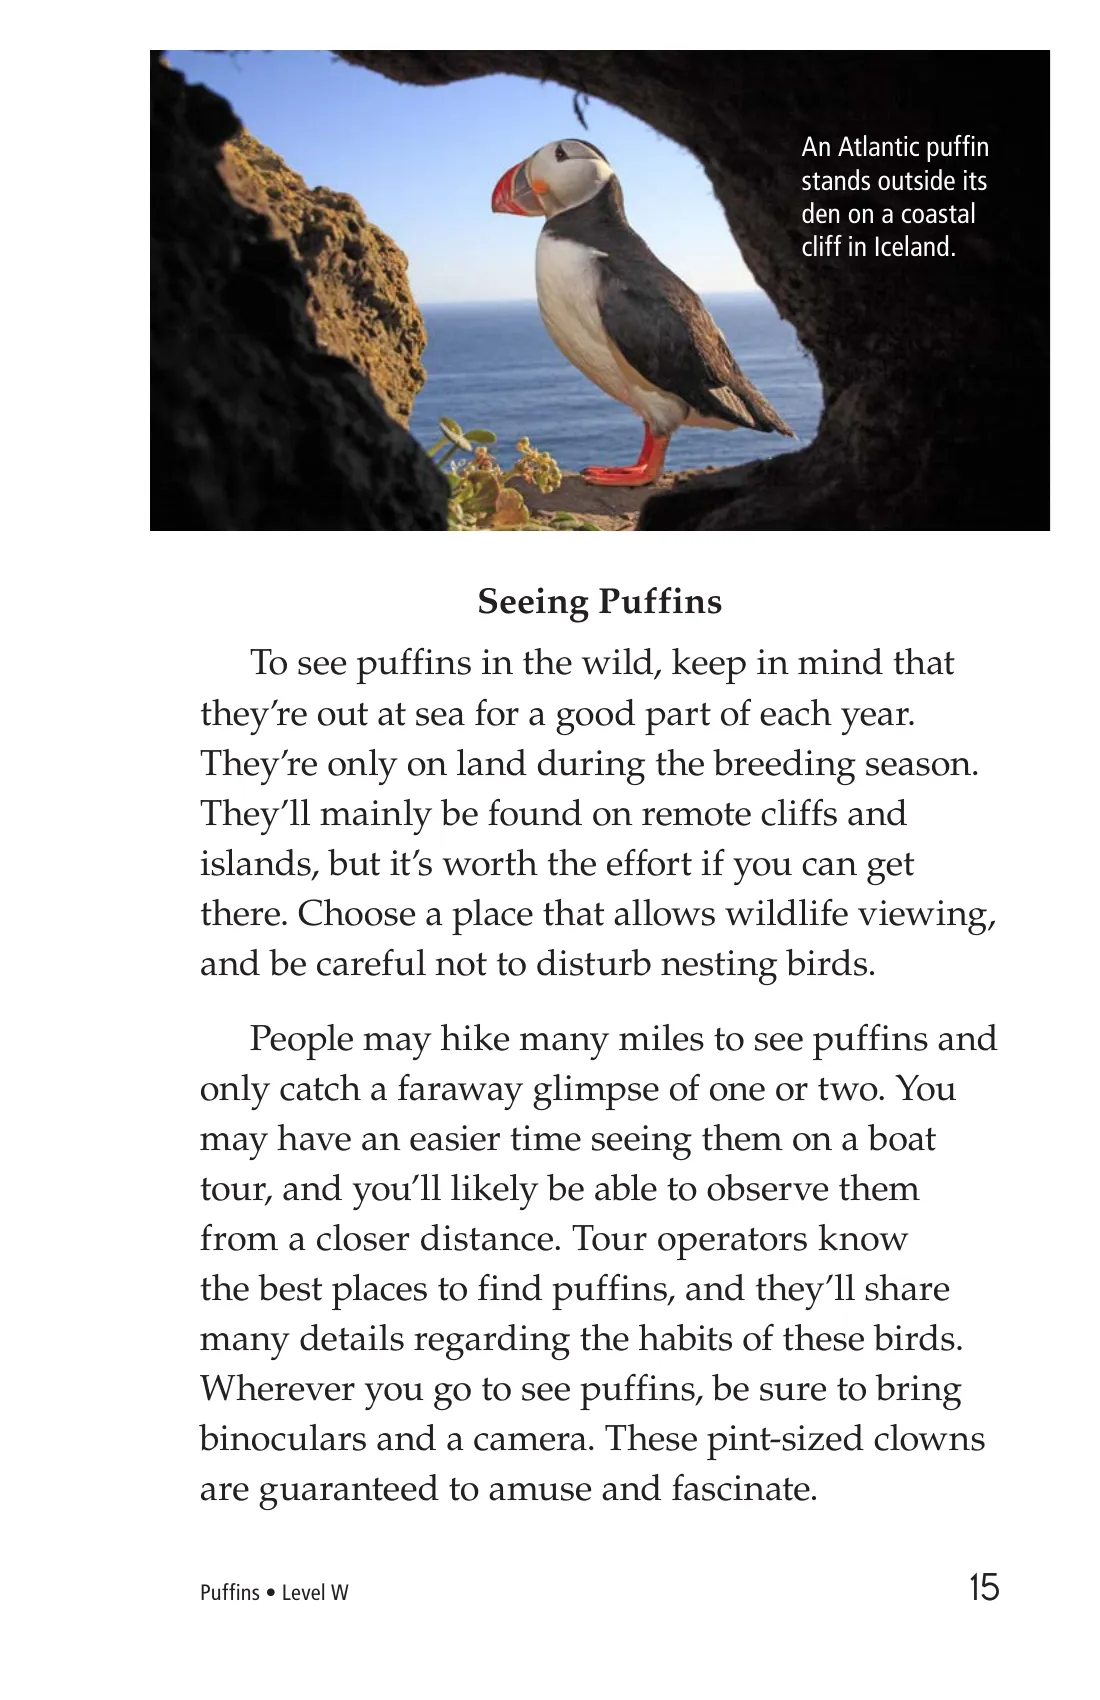 An Atlantic puffin
stands outside its
den on a coastal
cliff in Iceland.
Seeing Puffins
To see puffins in the wild, keep in mind that
they’re out at sea for a good part of each year.
They’re only on land during the breeding season.
They’ll mainly be found on remote cliffs and
islands, but it’s worth the effort if you can get
there. Choose a place that allows wildlife viewing,
and be careful not to disturb nesting birds.
People may hike many miles to see puffins and
only catch a faraway glimpse of one or two. You
may have an easier time seeing them on a boat
tour, and you’ll likely be able to observe them
from a closer distance. Tour operators know
the best places to find puffins, and they’ll share
many details regarding the habits of these birds.
Wherever you go to see puffins, be sure to bring
binoculars and a camera. These pint-sized clowns
are guaranteed to amuse and fascinate.
Puffins • Level W
15